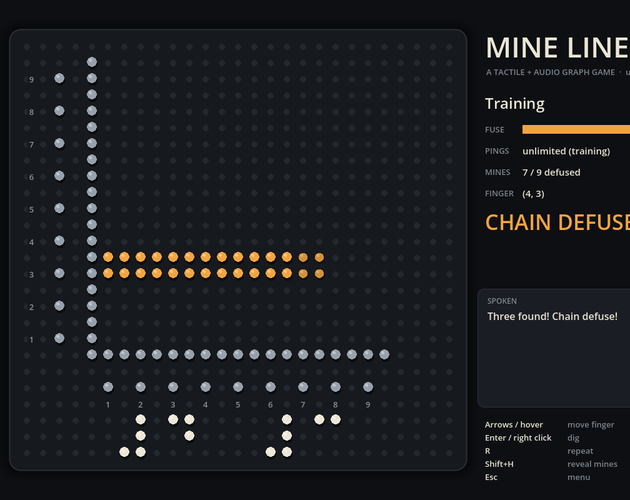 MINE LINE
A TACTILE + AUDIO GRAPH GAME ·
Training
FUSE
PINGS unlimited (training)
MINES 7 / 9 defused
FINGER (4, 3)
CHAIN DEFUSE
SPOKEN
Three found! Chain defuse!
Arrows / hover move finger
Enter / right click dig
R repeat
Shift+H reveal mines
Esc menu
9
8
7
6
5
4
3
2
1
1 2 3 4 5 6 7 8 9